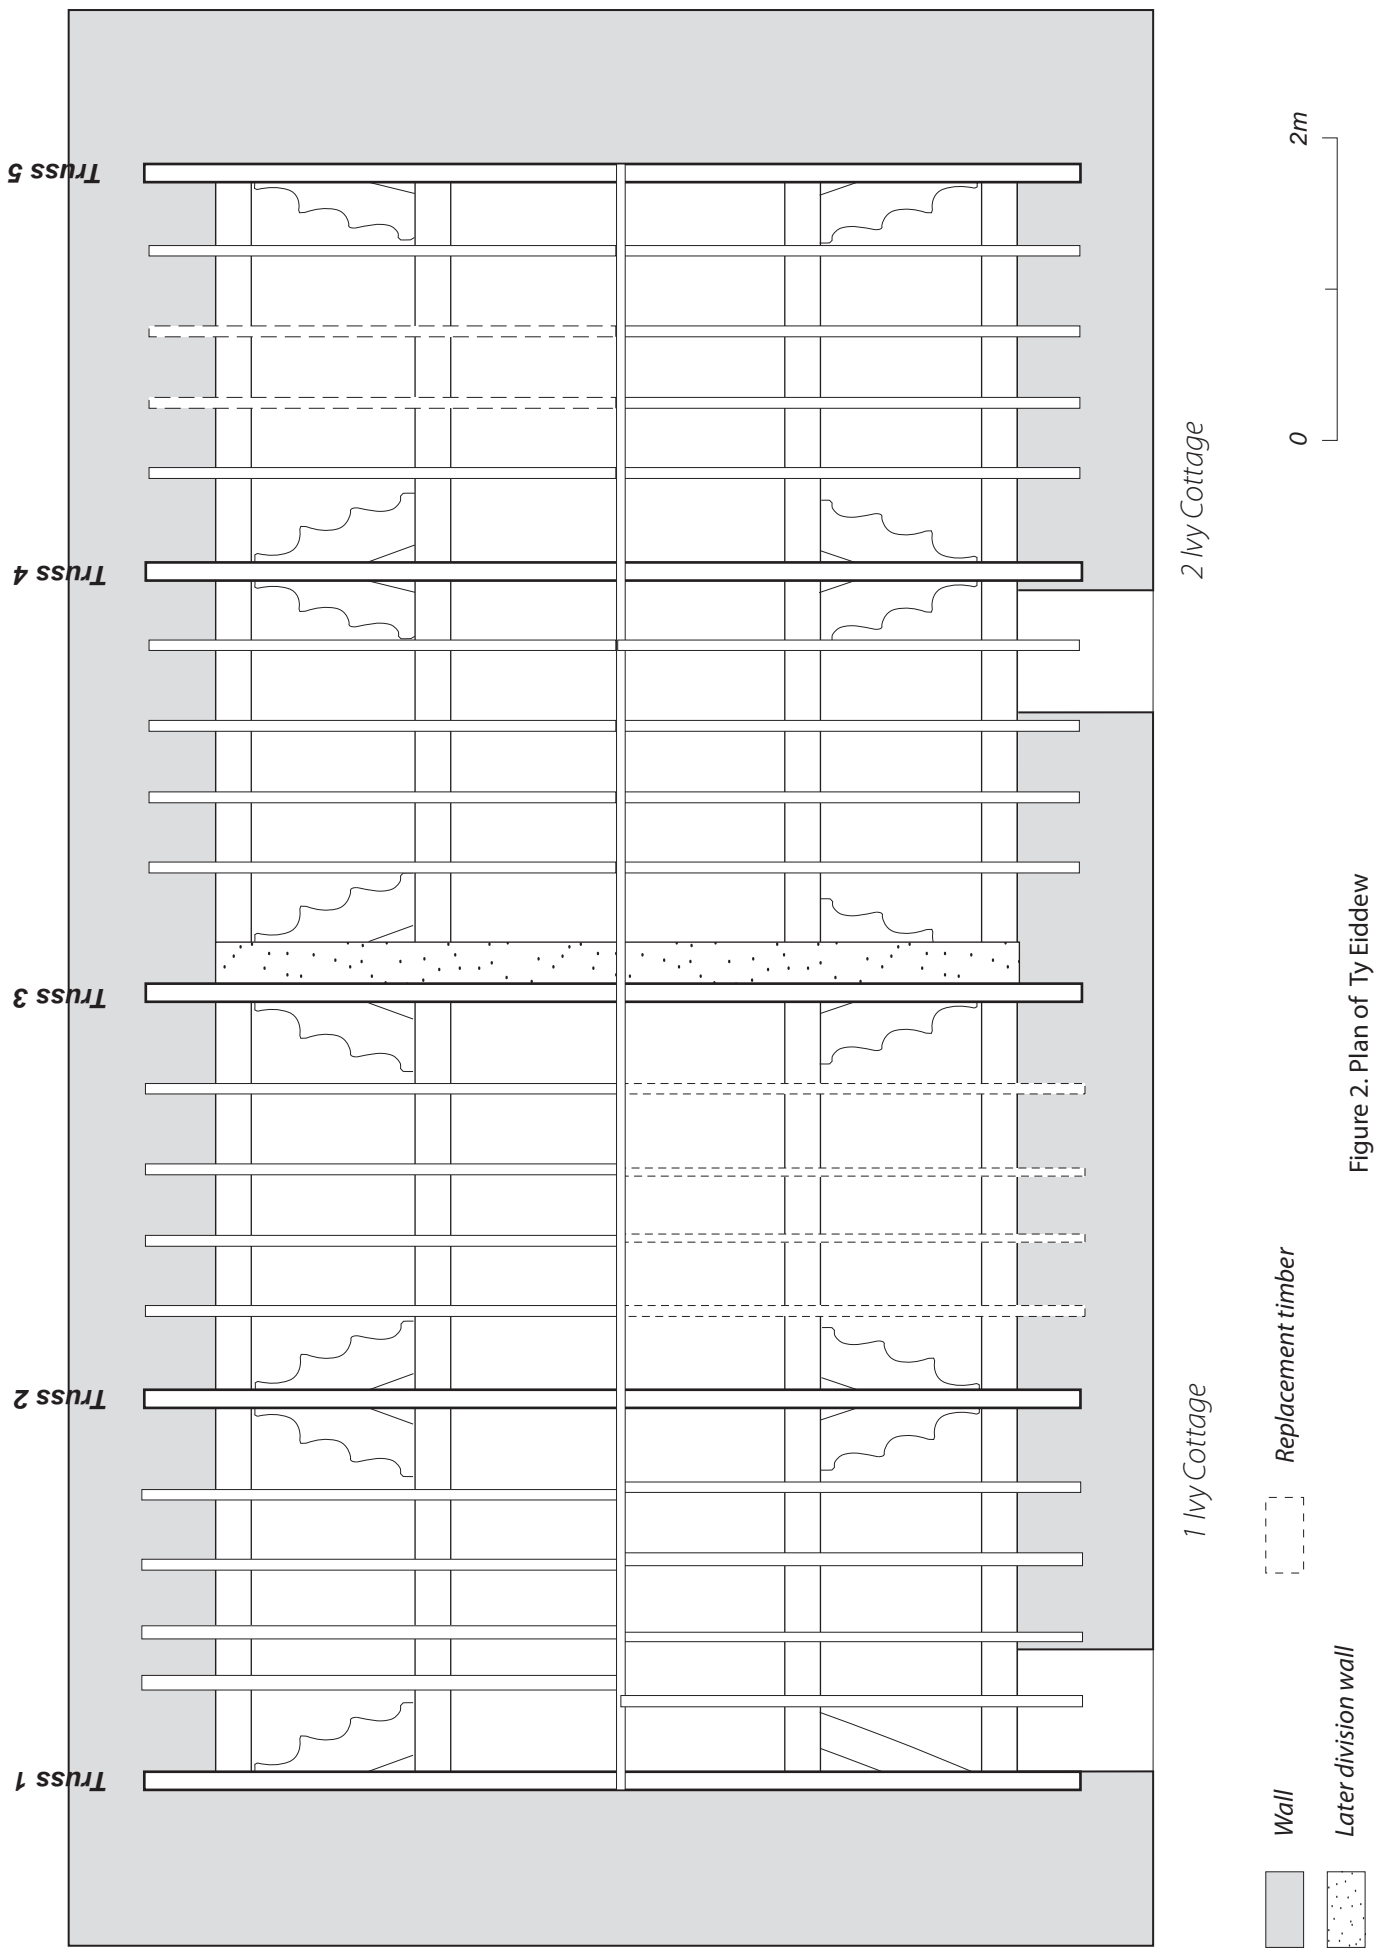 Truss 1
Truss 2
Truss 3
Truss 4
Truss 5
1 Ivy Cottage
2 Ivy Cottage
Wall
Replacement timber
0
2m
Later division wall
Figure 2. Plan of Ty Eiddew